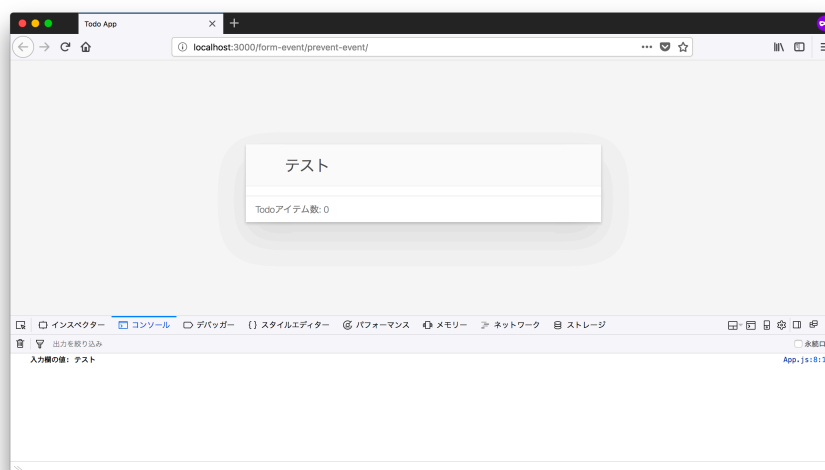 Todo App
localhost:3000/form-event/prevent-event/
テスト
Todoアイテム数: 0
インスペクター コンソール デバッガー スタイルエディター パフォーマンス メモリー ネットワーク ストレージ
出力を絞り込み
入力欄の値: テスト App.js:8: